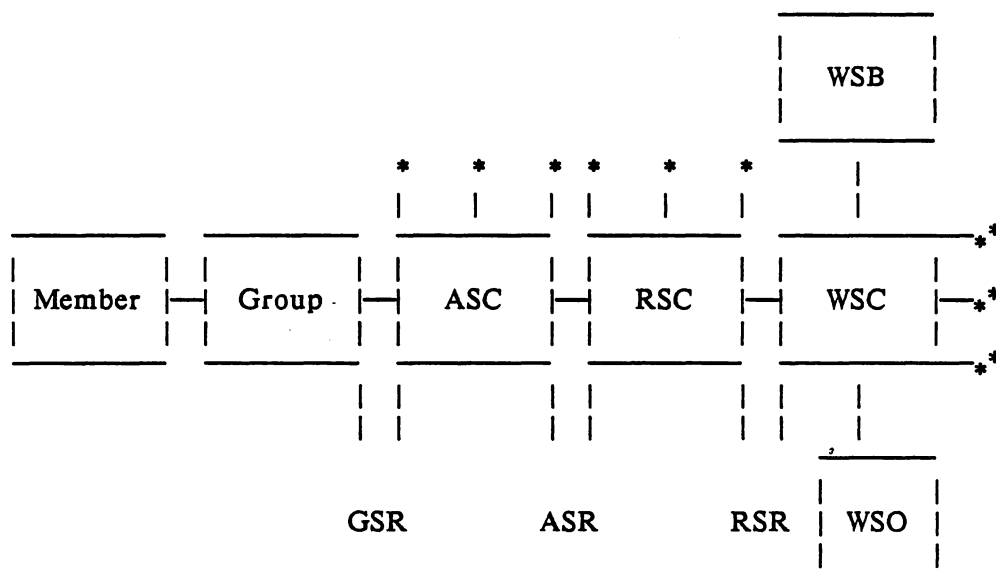 WSB
* * * * * *
Member Group ASC RSC WSC
**
**
**
GSR ASR RSR WSO